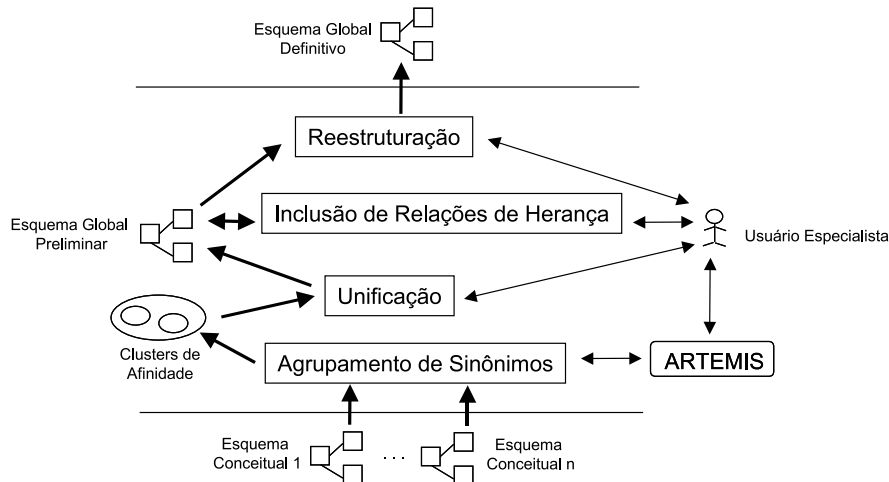 Esquema Global
Definitivo
Reestruturação
Inclusão de Relações de Herança
Esquema Global
Preliminar
Usuário Especialista
Unificação
Clusters de
Afinidade
Agrupamento de Sinônimos
ARTEMIS
Esquema
Conceitual 1
. . .
Esquema
Conceitual n